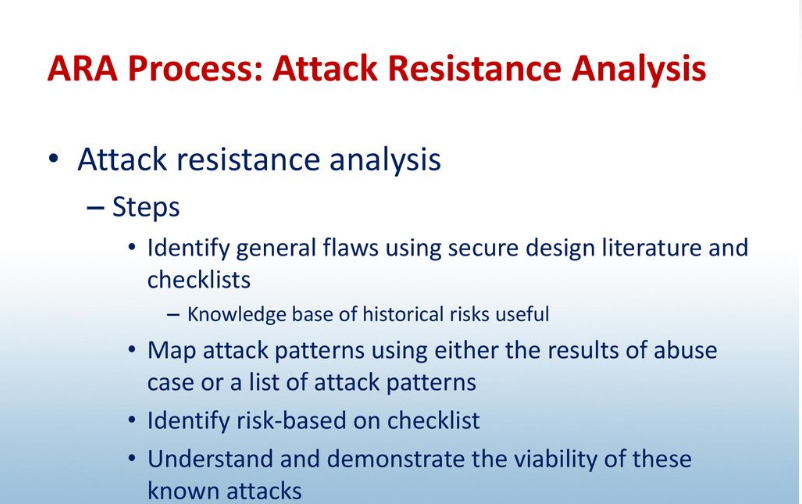 ARA Process: Attack Resistance Analysis
• Attack resistance analysis
– Steps
• Identify general flaws using secure design literature and
checklists
– Knowledge base of historical risks useful
• Map attack patterns using either the results of abuse
case or a list of attack patterns
• Identify risk-based on checklist
• Understand and demonstrate the viability of these
known attacks